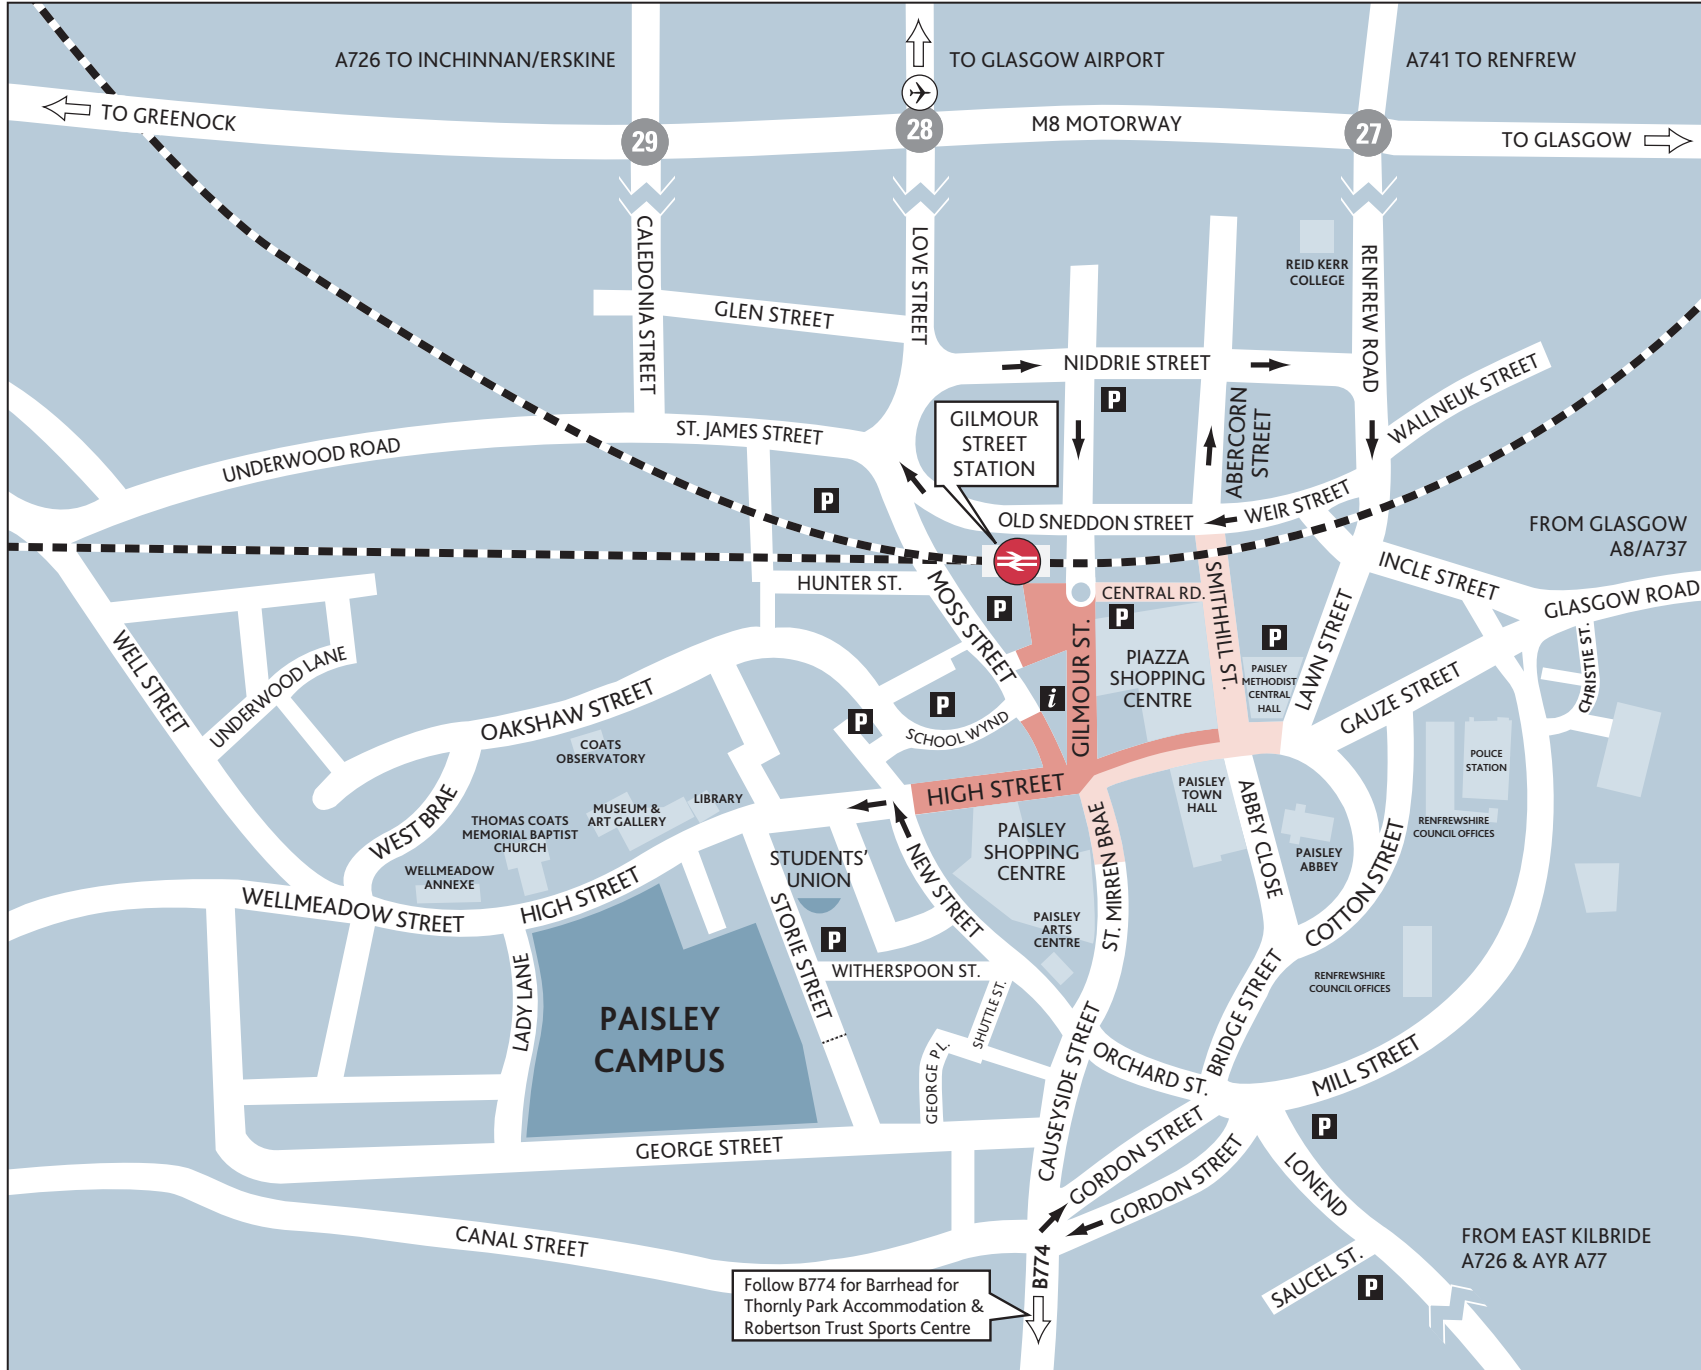 A726 TO INCHINNAN/ERSKINE
TO GLASGOW AIRPORT
A741 TO RENFREW
TO GREENOCK
29
28
M8 MOTORWAY
27
TO GLASGOW
CALEDONIA STREET
LOVE STREET
RENFREW ROAD
REID KERR
COLLEGE
GLEN STREET
NIDDRIE STREET
WALLNEUK STREET
P
ABERCORN
STREET
GILMOUR
STREET
STATION
ST. JAMES STREET
UNDERWOOD ROAD
P
WEIR STREET
OLD SNEDDON STREET
FROM GLASGOW
A8/A737
INCLE STREET
GLASGOW ROAD
HUNTER ST.
MOSS STREET
P
CENTRAL RD.
P
SMITHHILL ST.
P
LAWN STREET
CHRISTIE ST.
WELL STREET
UNDERWOOD LANE
GILMOUR ST.
PIAZZA
SHOPPING
CENTRE
PAISLEY
METHODIST
CENTRAL
HALL
GAUZE STREET
OAKSHAW STREET
P
P
i
SCHOOL WYND
COATS
OBSERVATORY
POLICE
STATION
HIGH STREET
PAISLEY
TOWN
HALL
ABBEY CLOSE
WEST BRAE
MUSEUM &
ART GALLERY
LIBRARY
THOMAS COATS
MEMORIAL BAPTIST
CHURCH
WELLMEADOW
ANNEXE
PAISLEY
SHOPPING
CENTRE
ST. MIRREN BRAE
PAISLEY
ABBEY
RENFREWSHIRE
COUNCIL OFFICES
COTTON STREET
STUDENTS'
UNION
NEW STREET
WELLMEADOW STREET
HIGH STREET
STORIE STREET
P
PAISLEY
ARTS
CENTRE
WITHERSPOON ST.
BRIDGE STREET
RENFREWSHIRE
COUNCIL OFFICES
LADY LANE
PAISLEY
CAMPUS
SHUTTLE ST.
GEORGE PL.
CAUSEYSIDE STREET
ORCHARD ST.
MILL STREET
P
GEORGE STREET
GORDON STREET
GORDON STREET
LONEND
CANAL STREET
B774
SAUCEL ST.
P
FROM EAST KILBRIDE
A726 & AYR A77
Follow B774 for Barrhead for
Thornly Park Accommodation &
Robertson Trust Sports Centre